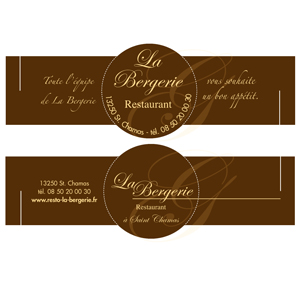 Toute l'équipe
de La Bergerie
La
Bergerie
Restaurant
13250 St. Chamas - tél. 08 50 20 00 30
vous souhaite
un bon appétit.
13250 St. Chamas
tél. 08 50 20 00 30
www.resto-la-bergerie.fr
La Bergerie
Restaurant
à Saint Chamas